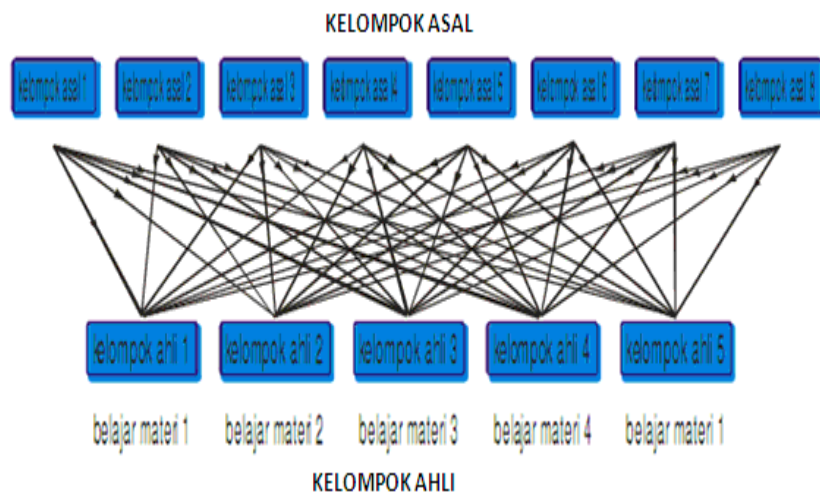 KELOMPOK ASAL
kelompok asal 1 kelompok asal 2 kelompok asal 3 kelompok asal4 kelompok asal 5 kelompok asal 6 kelompok asal 7 kelompok asal 8
kelompok ahli 1 kelompok ahli 2 kelompok ahli 3 kelompok ahli 4 kelompok ahli 5
belajar materi 1 belajar materi 2 belajar materi 3 belajar materi 4 belajar materi 1
KELOMPOK AHLI